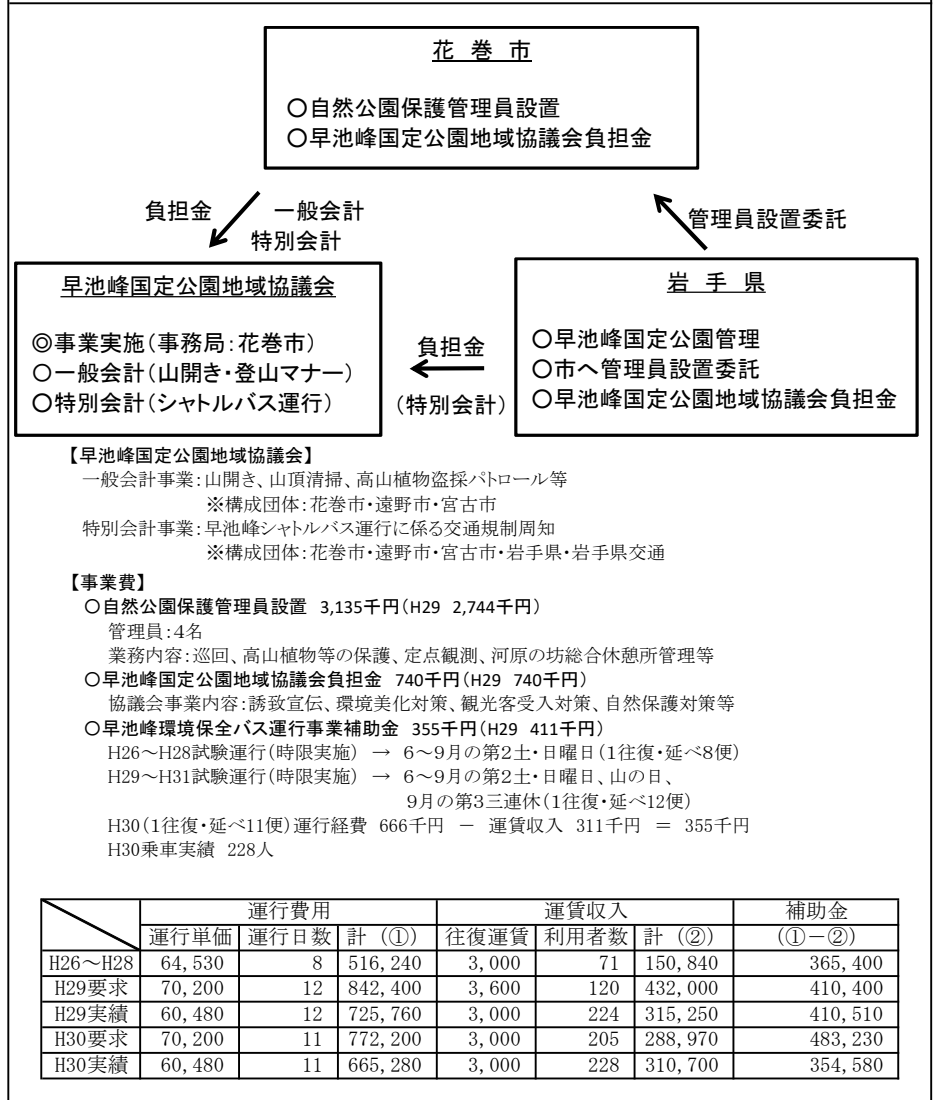 花 巻 市
○自然公園保護管理員設置
○早池峰国定公園地域協議会負担金
負担金
一般会計
特別会計
管理員設置委託
早池峰国定公園地域協議会
◎事業実施(事務局:花巻市)
○一般会計(山開き・登山マナー)
○特別会計(シャトルバス運行)
負担金
(特別会計)
岩 手 県
○早池峰国定公園管理
○市へ管理員設置委託
○早池峰国定公園地域協議会負担金
【早池峰国定公園地域協議会】
一般会計事業:山開き、山頂清掃、高山植物盗採パトロール等
※構成団体:花巻市・遠野市・宮古市
特別会計事業:早池峰シャトルバス運行に係る交通規制周知
※構成団体:花巻市・遠野市・宮古市・岩手県・岩手県交通
【事業費】
○自然公園保護管理員設置 3,135千円(H29 2,744千円)
管理員:4名
業務内容:巡回、高山植物等の保護、定点観測、河原の坊総合休憩所管理等
○早池峰国定公園地域協議会負担金 740千円(H29 740千円)
協議会事業内容:誘致宣伝、環境美化対策、観光客受入対策、自然保護対策等
○早池峰環境保全バス運行事業補助金 355千円(H29 411千円)
H26～H28試験運行(時限実施) → 6～9月の第2土・日曜日(1往復・延べ8便)
H29～H31試験運行(時限実施) → 6～9月の第2土・日曜日、山の日、
9月の第3三連休(1往復・延べ12便)
H30(1往復・延べ11便)運行経費 666千円 － 運賃収入 311千円 ＝ 355千円
H30乗車実績 228人
運行費用 運賃収入 補助金
運行単価 運行日数 計 (①) 往復運賃 利用者数 計 (②) (①－②)
H26～H28 64,530 8 516,240 3,000 71 150,840 365,400
H29要求 70,200 12 842,400 3,600 120 432,000 410,400
H29実績 60,480 12 725,760 3,000 224 315,250 410,510
H30要求 70,200 11 772,200 3,000 205 288,970 483,230
H30実績 60,480 11 665,280 3,000 228 310,700 354,580